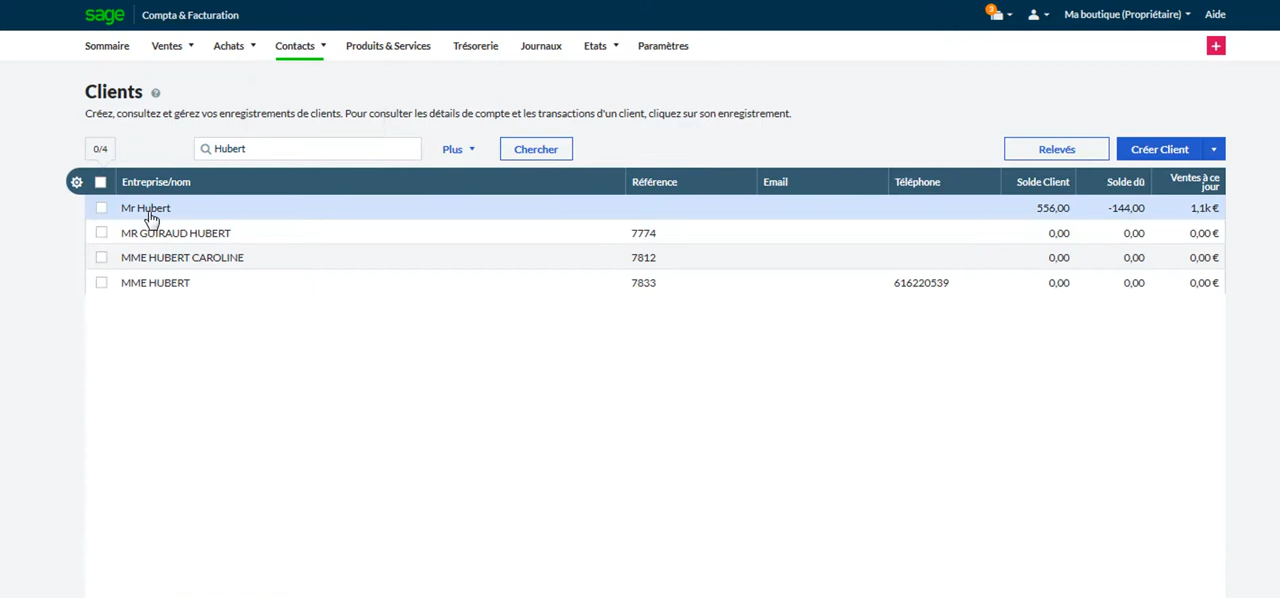 sage Compta & Facturation 3 Ma boutique (Propriétaire) Aide
Sommaire Ventes Achats Contacts Produits & Services Trésorerie Journaux Etats Paramètres +
Clients ?
Créez, consultez et gérez vos enregistrements de clients. Pour consulter les détails de compte et les transactions d'un client, cliquez sur son enregistrement.
0/4 Hubert Plus Chercher Relevés Créer Client
Entreprise/nom Référence Email Téléphone Solde Client Solde dû Ventes à ce jour
Mr Hubert 556,00 -144,00 1,1k €
MR GUIRAUD HUBERT 7774 0,00 0,00 0,00 €
MME HUBERT CAROLINE 7812 0,00 0,00 0,00 €
MME HUBERT 7833 616220539 0,00 0,00 0,00 €